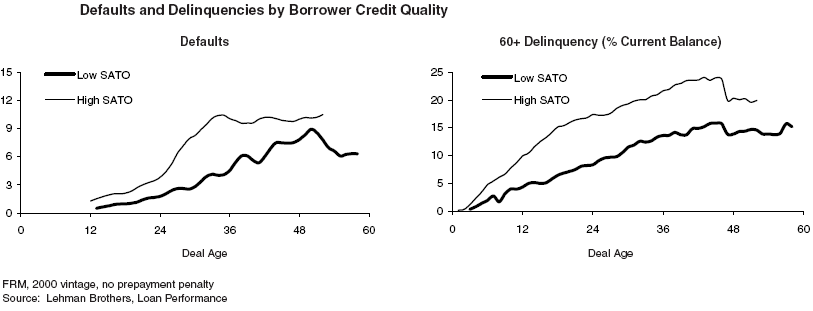 Defaults and Delinquencies by Borrower Credit Quality
Defaults
15
12
9
6
3
0
Low SATO
High SATO
0 12 24 36 48 60
Deal Age
60+ Delinquency (% Current Balance)
25
20
15
10
5
0
Low SATO
High SATO
0 12 24 36 48 60
Deal Age
FRM, 2000 vintage, no prepayment penalty
Source: Lehman Brothers, Loan Performance